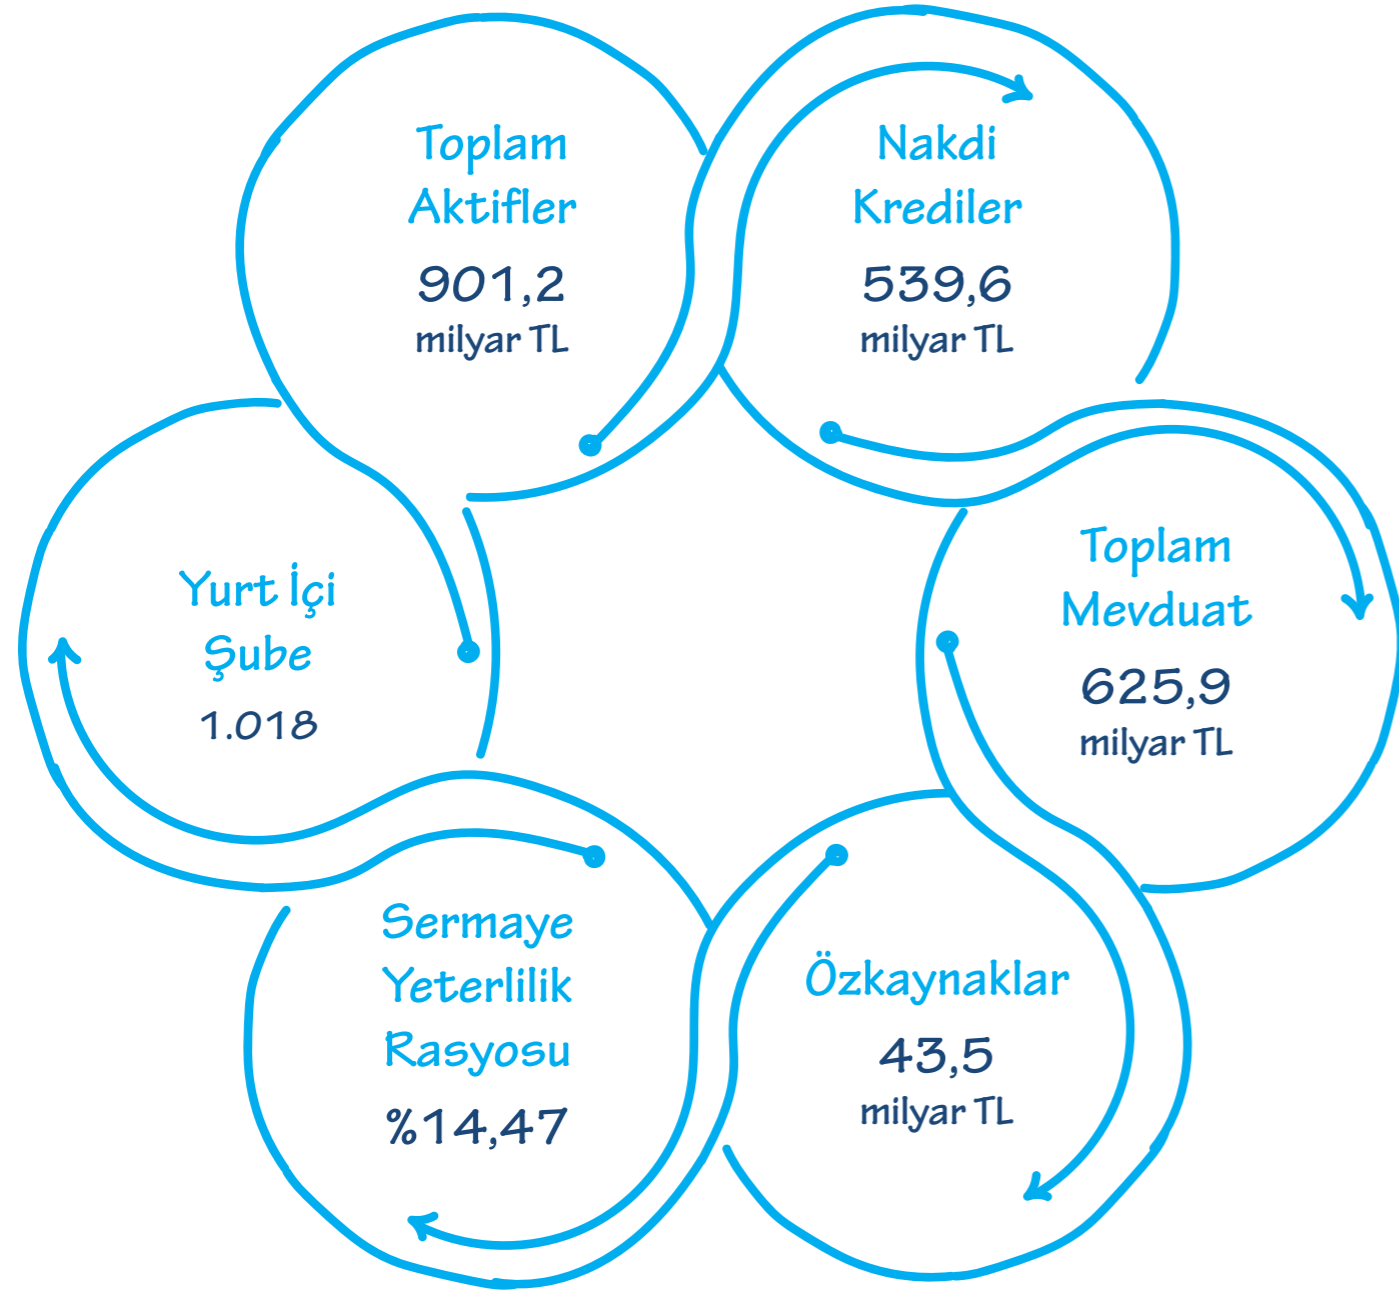 Toplam
Aktifler
901,2
milyar TL
Nakdi
Krediler
539,6
milyar TL
Toplam
Mevduat
625,9
milyar TL
Özkaynaklar
43,5
milyar TL
Sermaye
Yeterlilik
Rasyosu
%14,47
Yurt İçi
Şube
1.018